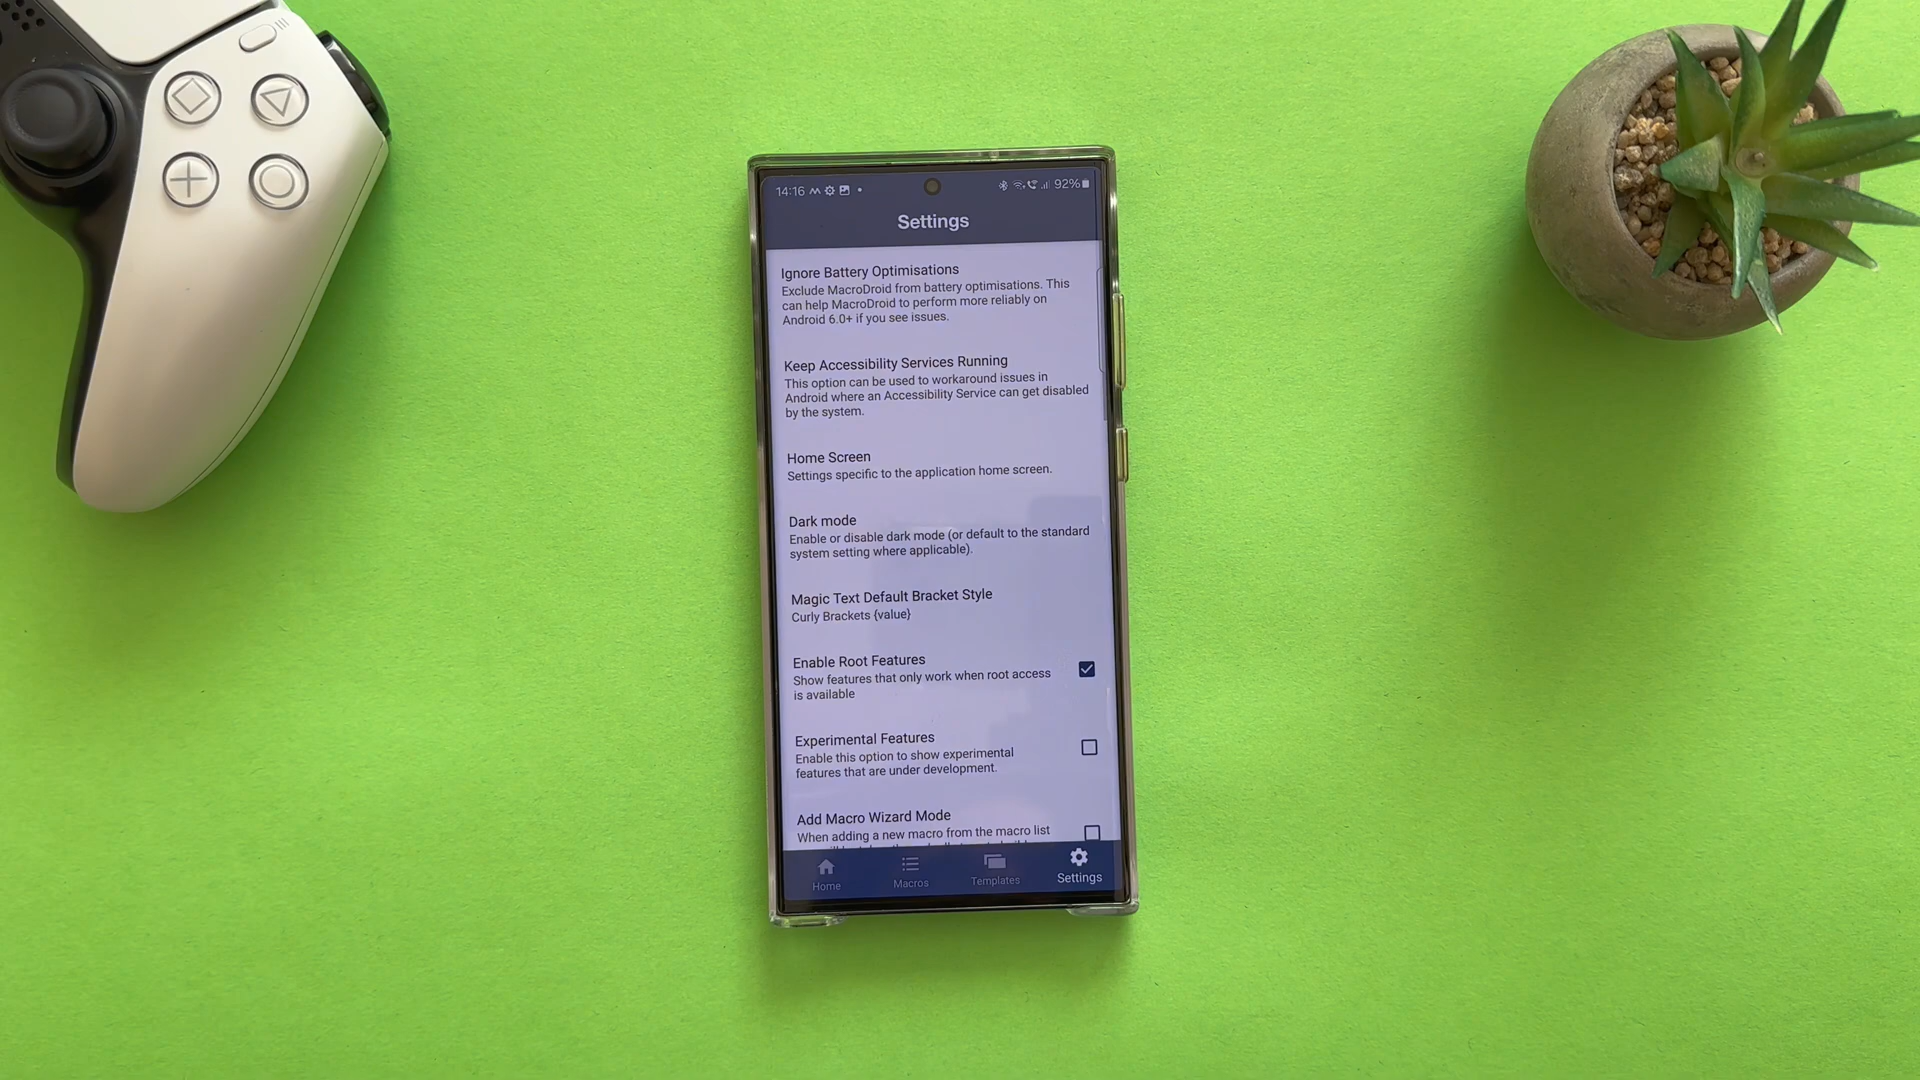 14:16
92%
Settings
Ignore Battery Optimisations
Exclude MacroDroid from battery optimisations. This
can help MacroDroid to perform more reliably on
Android 6.0+ if you see issues.
Keep Accessibility Services Running
This option can be used to workaround issues in
Android where an Accessibility Service can get disabled
by the system.
Home Screen
Settings specific to the application home screen.
Dark mode
Enable or disable dark mode (or default to the standard
system setting where applicable).
Magic Text Default Bracket Style
Curly Brackets {value}
Enable Root Features
Show features that only work when root access
is available
Experimental Features
Enable this option to show experimental
features that are under development.
Add Macro Wizard Mode
When adding a new macro from the macro list
Home
Macros
Templates
Settings